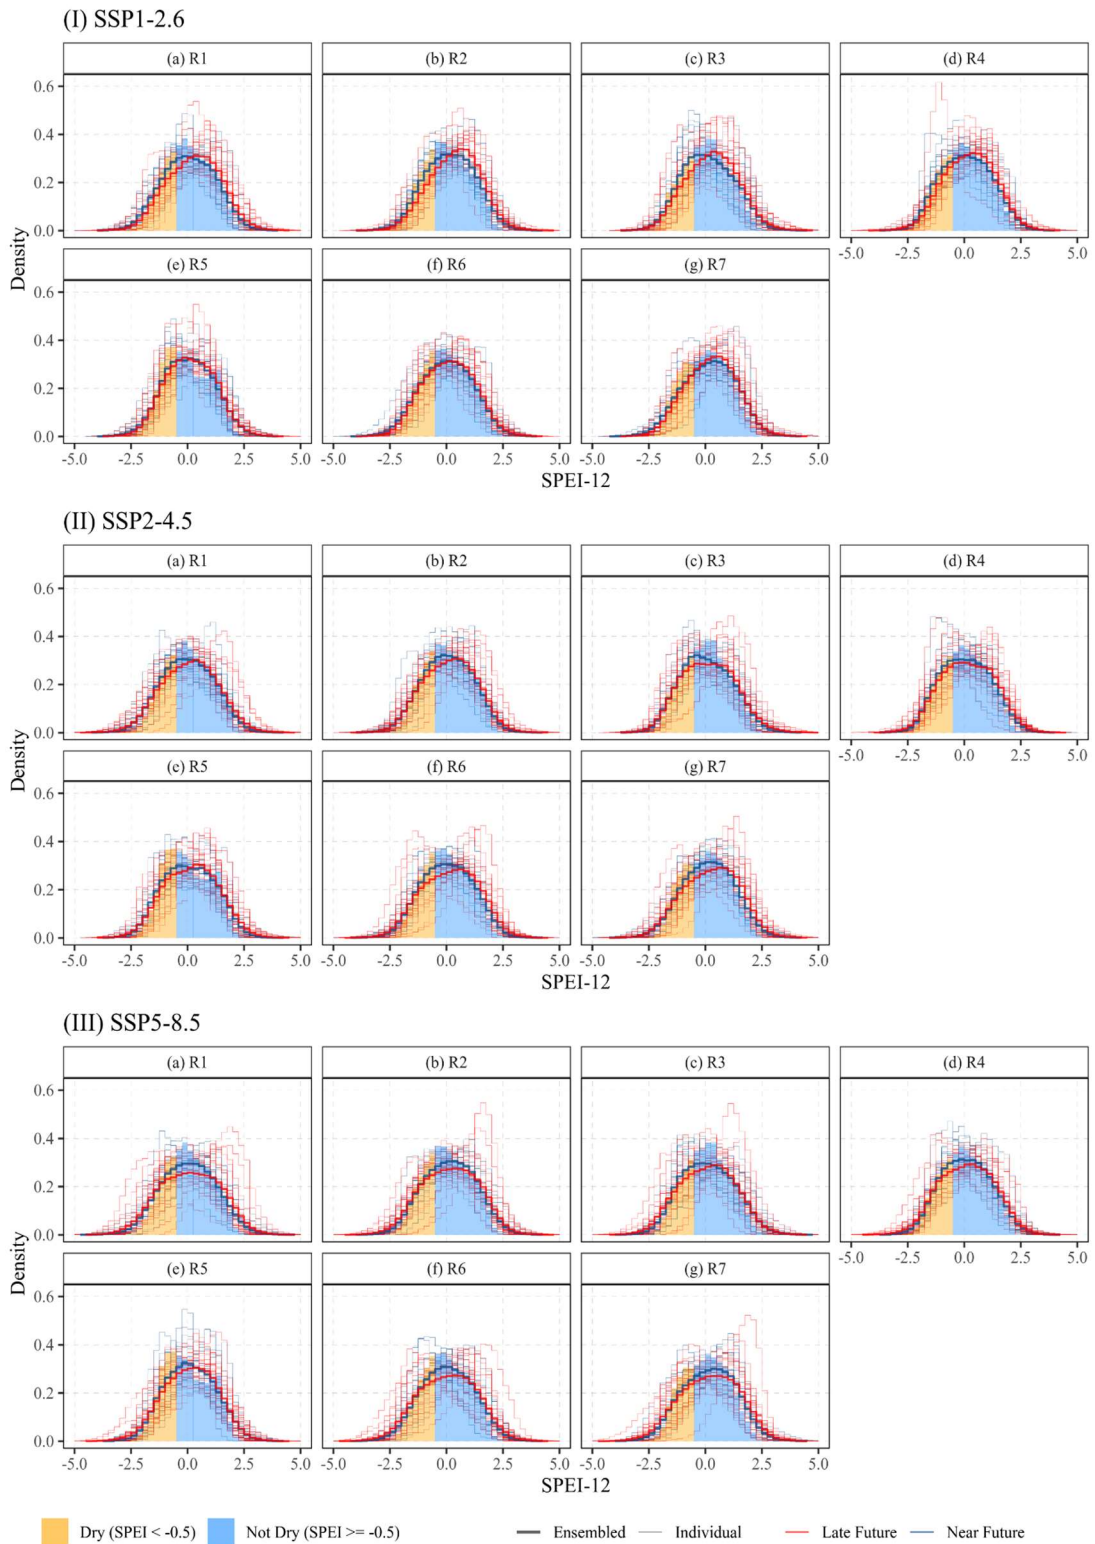 (I) SSP1-2.6
(a) R1 (b) R2 (c) R3 (d) R4
0.6
0.4
0.2
0.0
-5.0 -2.5 0.0 2.5 5.0
Density
(e) R5 (f) R6 (g) R7
0.6
0.4
0.2
0.0
-5.0 -2.5 0.0 2.5 5.0 -5.0 -2.5 0.0 2.5 5.0 -5.0 -2.5 0.0 2.5 5.0
SPEI-12
(II) SSP2-4.5
(a) R1 (b) R2 (c) R3 (d) R4
0.6
0.4
0.2
0.0
-5.0 -2.5 0.0 2.5 5.0
Density
(e) R5 (f) R6 (g) R7
0.6
0.4
0.2
0.0
-5.0 -2.5 0.0 2.5 5.0 -5.0 -2.5 0.0 2.5 5.0 -5.0 -2.5 0.0 2.5 5.0
SPEI-12
(III) SSP5-8.5
(a) R1 (b) R2 (c) R3 (d) R4
0.6
0.4
0.2
0.0
-5.0 -2.5 0.0 2.5 5.0
Density
(e) R5 (f) R6 (g) R7
0.6
0.4
0.2
0.0
-5.0 -2.5 0.0 2.5 5.0 -5.0 -2.5 0.0 2.5 5.0 -5.0 -2.5 0.0 2.5 5.0
SPEI-12
Dry (SPEI < -0.5) Not Dry (SPEI >= -0.5) Ensembled Individual Late Future Near Future